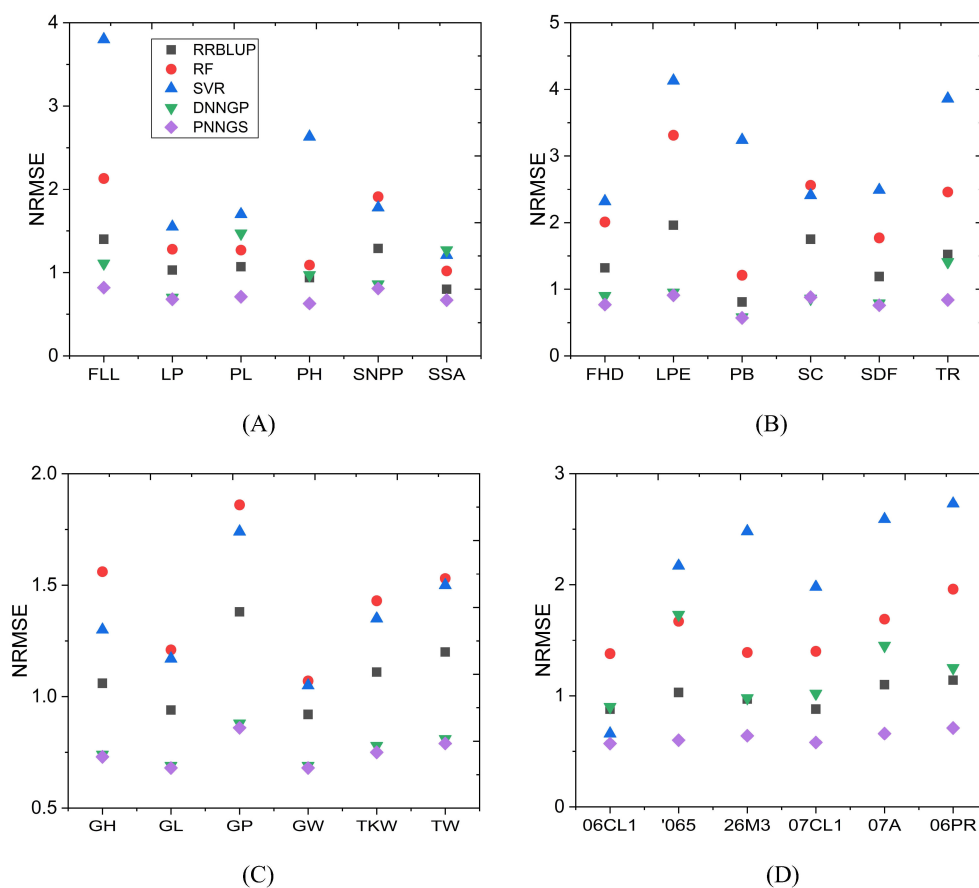 4
3
2
1
0
NRMSE
RRBLUP
RF
SVR
DNNGP
PNNGS
FLL LP PL PH SNPP SSA
(A)
5
4
3
2
1
0
NRMSE
FHD LPE PB SC SDF TR
(B)
2.0
1.5
1.0
0.5
NRMSE
GH GL GP GW TKW TW
(C)
3
2
1
0
NRMSE
06CL1 '065 26M3 07CL1 07A 06PR
(D)